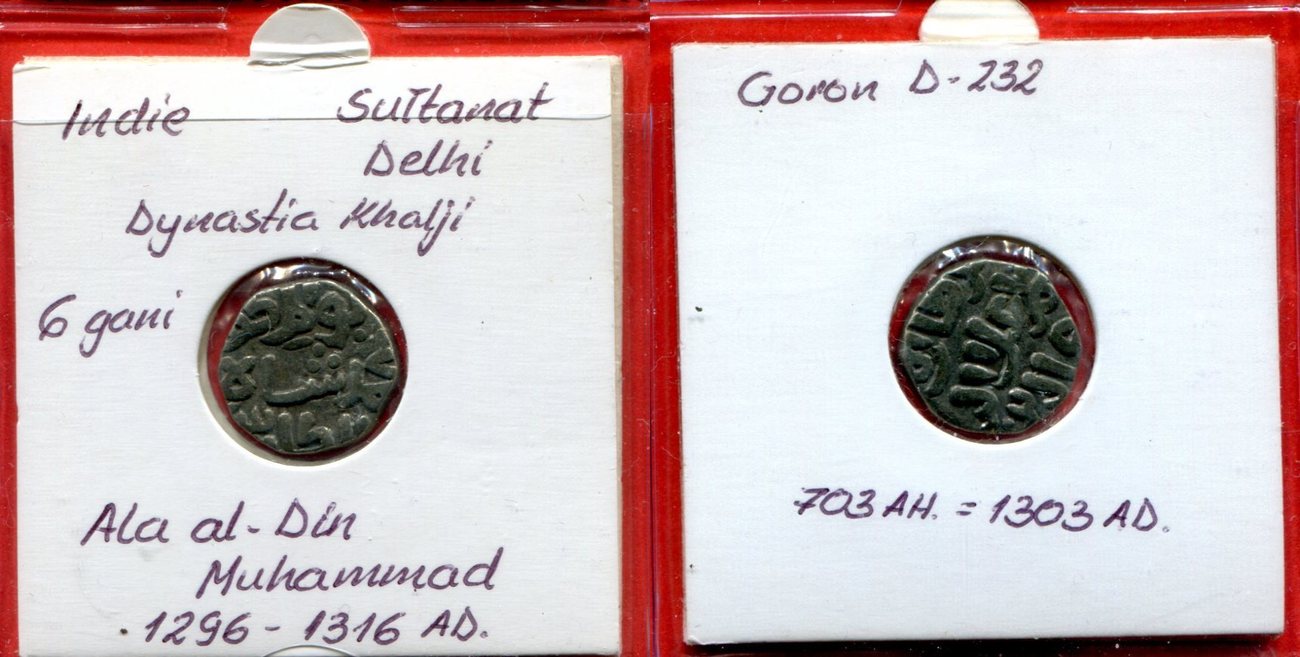 Indie Sultanat
Delhi
Dynastia Khalji
6 gani
Ala al-Din
Muhammad
1296 - 1316 AD.
Goron D-232
703 AH. = 1303 AD.